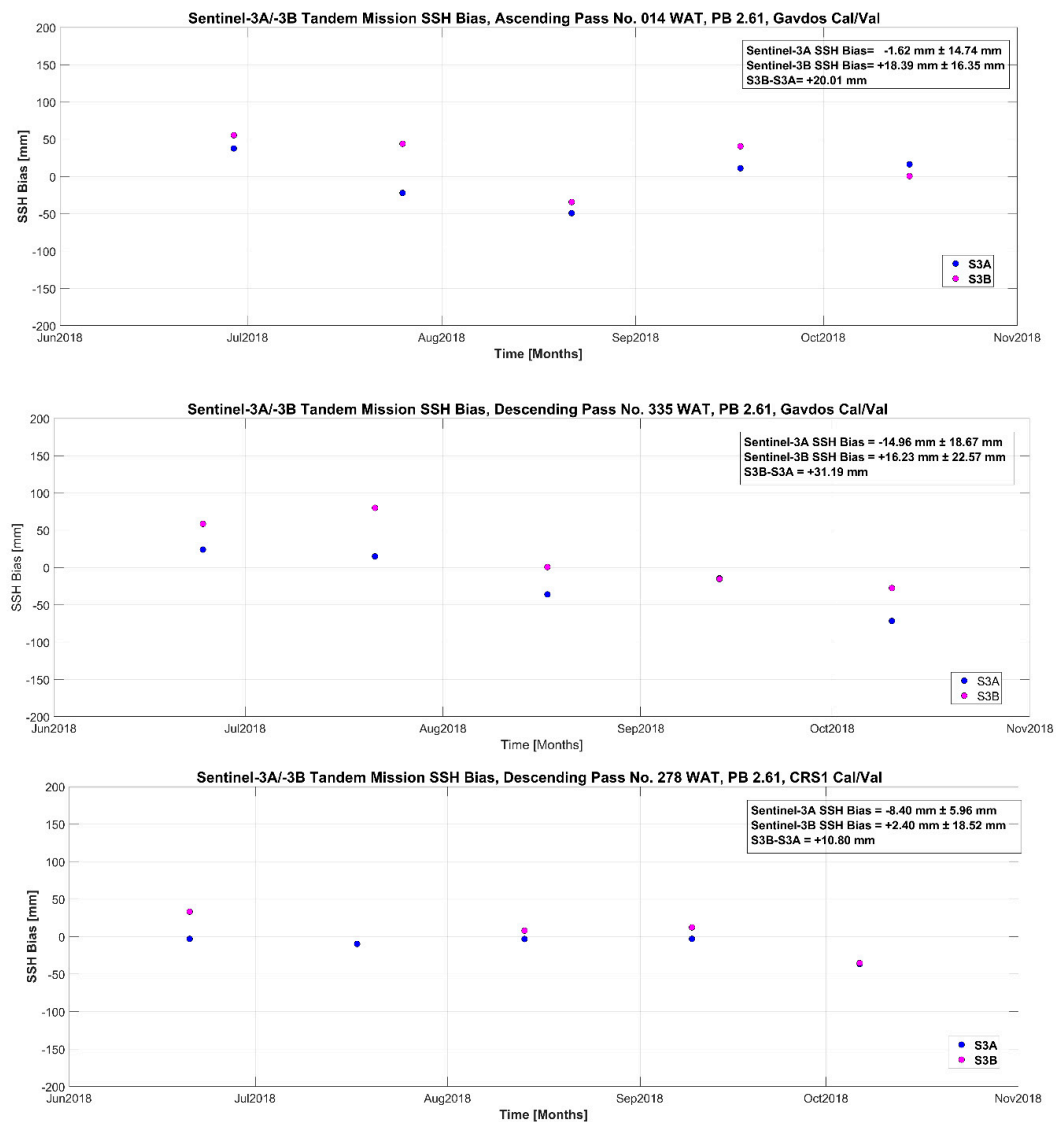 Sentinel-3A/-3B Tandem Mission SSH Bias, Ascending Pass No. 014 WAT, PB 2.61, Gavdos Cal/Val
200
150
100
50
0
-50
-100
-150
-200
SSH Bias [mm]
Sentinel-3A SSH Bias= -1.62 mm ± 14.74 mm
Sentinel-3B SSH Bias= +18.39 mm ± 16.35 mm
S3B-S3A= +20.01 mm
S3A
S3B
Jun2018 Jul2018 Aug2018 Sep2018 Oct2018 Nov2018
Time [Months]
Sentinel-3A/-3B Tandem Mission SSH Bias, Descending Pass No. 335 WAT, PB 2.61, Gavdos Cal/Val
200
150
100
50
0
-50
-100
-150
-200
SSH Bias [mm]
Sentinel-3A SSH Bias = -14.96 mm ± 18.67 mm
Sentinel-3B SSH Bias = +16.23 mm ± 22.57 mm
S3B-S3A = +31.19 mm
S3A
S3B
Jun2018 Jul2018 Aug2018 Sep2018 Oct2018 Nov2018
Time [Months]
Sentinel-3A/-3B Tandem Mission SSH Bias, Descending Pass No. 278 WAT, PB 2.61, CRS1 Cal/Val
200
150
100
50
0
-50
-100
-150
-200
SSH Bias [mm]
Sentinel-3A SSH Bias = -8.40 mm ± 5.96 mm
Sentinel-3B SSH Bias = +2.40 mm ± 18.52 mm
S3B-S3A = +10.80 mm
S3A
S3B
Jun2018 Jul2018 Aug2018 Sep2018 Oct2018 Nov2018
Time [Months]